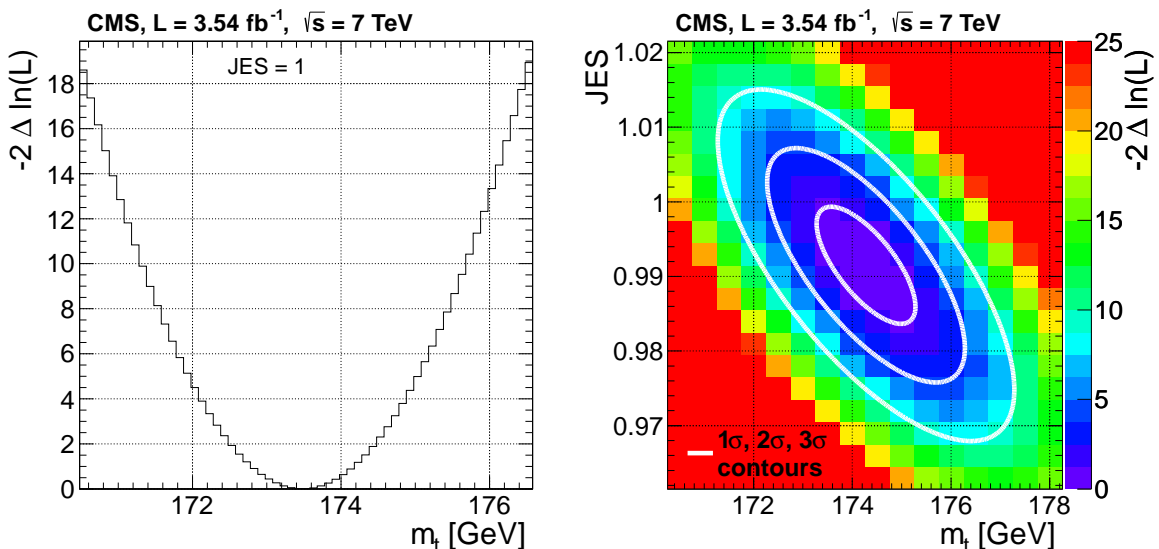 CMS, L = 3.54 fb⁻¹, √s = 7 TeV
JES = 1
-2 Δ ln(L)
18
16
14
12
10
8
6
4
2
0
172
174
176
mₜ [GeV]
CMS, L = 3.54 fb⁻¹, √s = 7 TeV
JES
1.02
1.01
1
0.99
0.98
0.97
1σ, 2σ, 3σ
contours
172
174
176
178
mₜ [GeV]
25
20
15
10
5
0
-2 Δ ln(L)